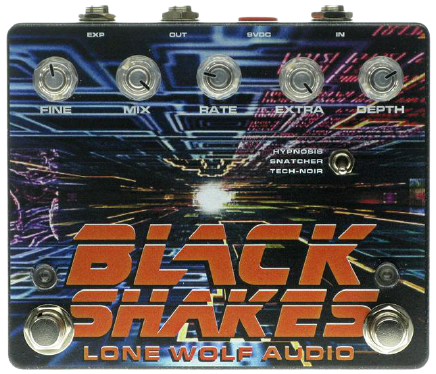 EXP OUT 9VDC IN
FINE MIX RATE EXTRA DEPTH
HYPNOSIS
SNATCHER
TECH-NOIR
BLACK
SHAKES
LONE WOLF AUDIO